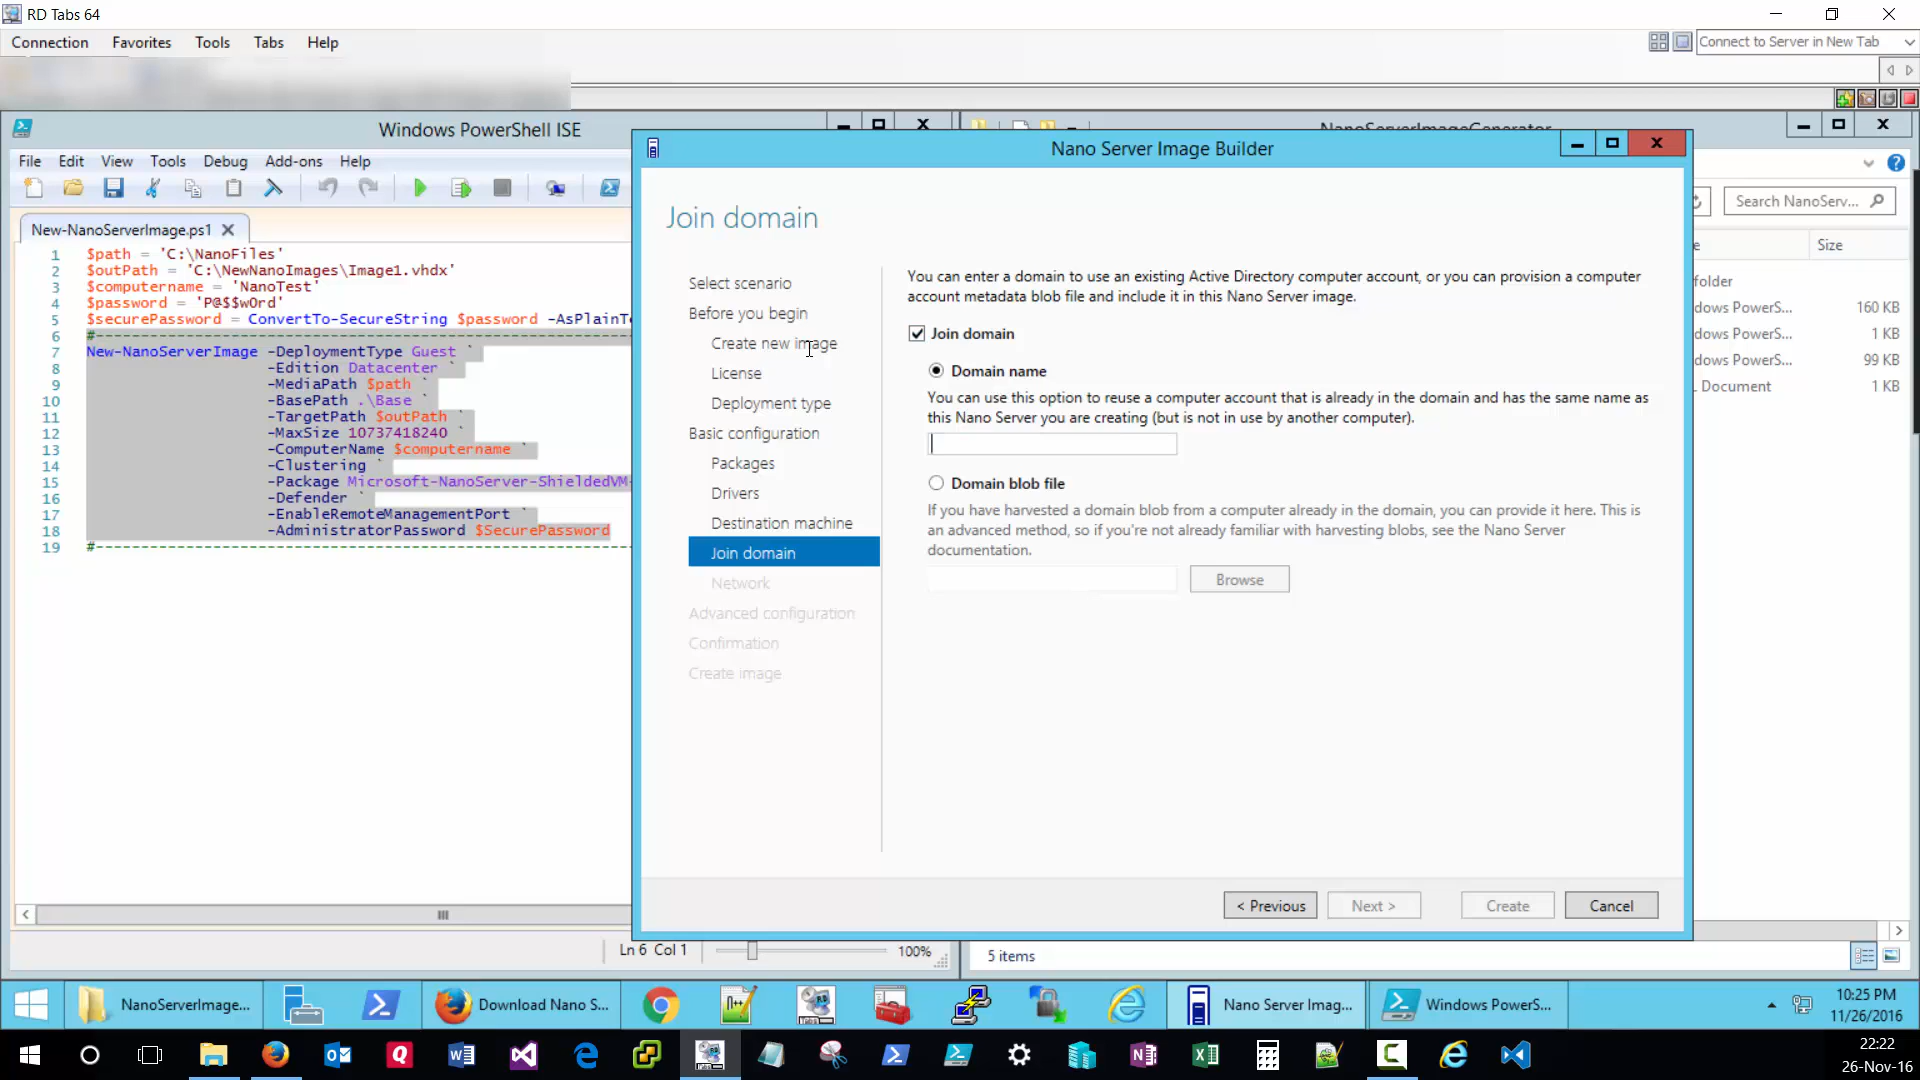 RD Tabs 64
Connection Favorites Tools Tabs Help
Connect to Server in New Tab
Windows PowerShell ISE
File Edit View Tools Debug Add-ons Help
New-NanoServerImage.ps1
1 $path = 'C:\NanoFiles'
2 $outPath = 'C:\NewNanoImages\Image1.vhdx'
3 $computername = 'NanoTest'
4 $password = 'P@$$w0rd'
5 $securePassword = ConvertTo-SecureString $password -AsPlainTe
6 #------------------------------------------------------------
7 New-NanoServerImage -DeploymentType Guest `
8 -Edition Datacenter `
9 -MediaPath $path `
10 -BasePath .\Base `
11 -TargetPath $outPath `
12 -MaxSize 10737418240 `
13 -ComputerName $computername `
14 -Clustering `
15 -Package Microsoft-NanoServer-ShieldedVM-
16 -Defender `
17 -EnableRemoteManagementPort `
18 -AdministratorPassword $SecurePassword
19 #------------------------------------------------------------
Ln 6 Col 1
100%
NanoServerImageGenerator
Search NanoServ...
Size
folder
dows PowerS... 160 KB
dows PowerS... 1 KB
dows PowerS... 99 KB
Document 1 KB
5 items
Nano Server Image Builder
Join domain
Select scenario
Before you begin
Create new image
License
Deployment type
Basic configuration
Packages
Drivers
Destination machine
Join domain
Network
Advanced configuration
Confirmation
Create image
You can enter a domain to use an existing Active Directory computer account, or you can provision a computer
account metadata blob file and include it in this Nano Server image.
Join domain
Domain name
You can use this option to reuse a computer account that is already in the domain and has the same name as
this Nano Server you are creating (but is not in use by another computer).
Domain blob file
If you have harvested a domain blob from a computer already in the domain, you can provide it here. This is
an advanced method, so if you're not already familiar with harvesting blobs, see the Nano Server
documentation.
Browse
< Previous
Next >
Create
Cancel
NanoServerImage...
Download Nano S...
Nano Server Imag...
Windows PowerS...
10:25 PM
11/26/2016
22:22
26-Nov-16